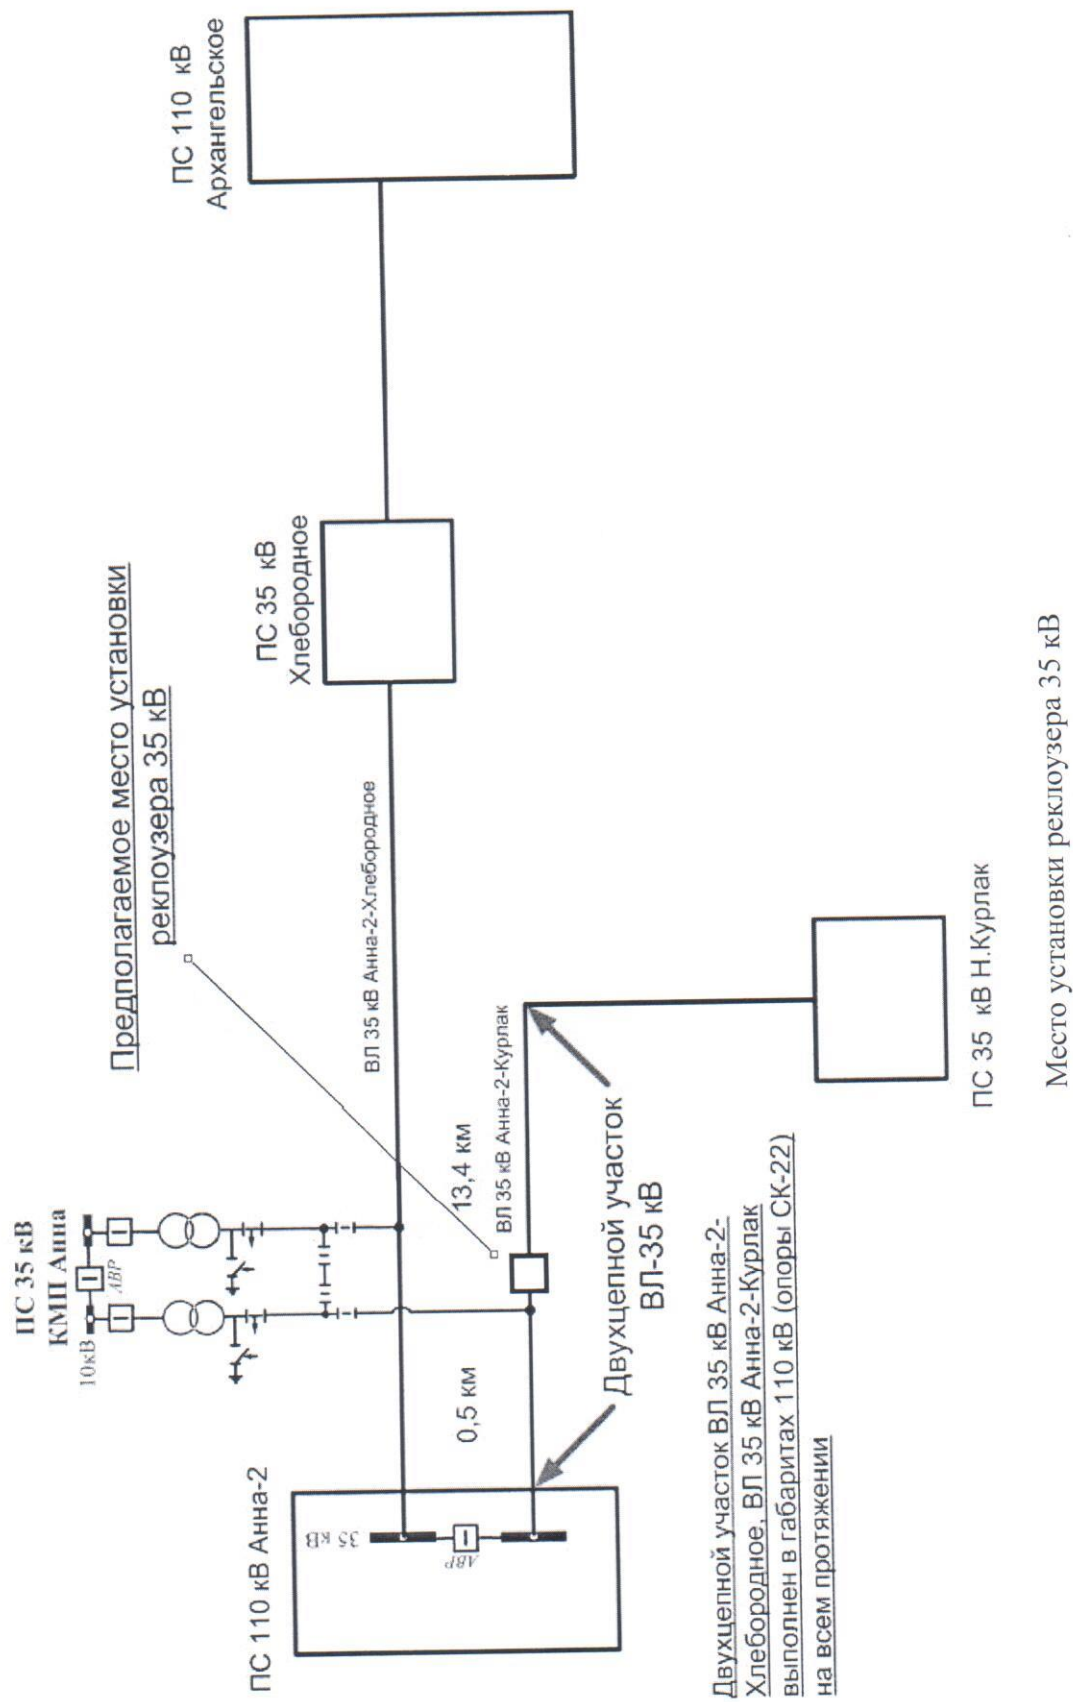 ПС 35 кВ
КМП Анна
10кВ
АВР
Предполагаемое место установки
реклоузера 35 кВ
ПС 110 кВ
Архангельское
ПС 35 кВ
Хлебородное
ВЛ 35 кВ Анна-2-Хлебородное
ПС 110 кВ Анна-2
35 кВ
АВР
0,5 км
13,4 км
ВЛ 35 кВ Анна-2-Курлак
Двухцепной участок
ВЛ-35 кВ
Двухцепной участок ВЛ 35 кВ Анна-2-
Хлебородное, ВЛ 35 кВ Анна-2-Курлак
выполнен в габаритах 110 кВ (опоры СК-22)
на всем протяжении
ПС 35 кВ Н.Курлак
Место установки реклоузера 35 кВ